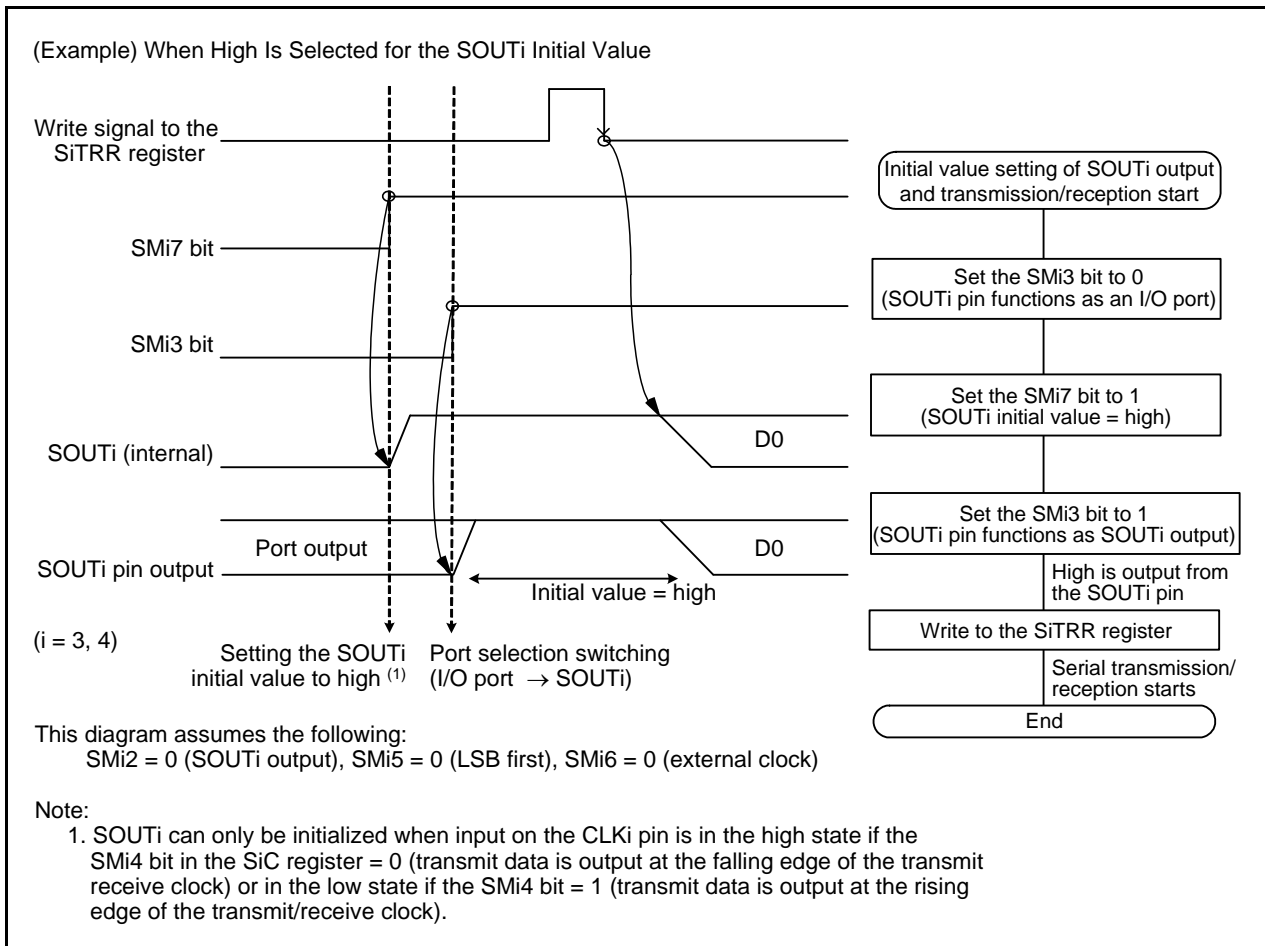 (Example) When High Is Selected for the SOUTi Initial Value
Write signal to the
SiTRR register
SMi7 bit
SMi3 bit
SOUTi (internal)
D0
Port output
SOUTi pin output
D0
Initial value = high
(i = 3, 4)
Setting the SOUTi
initial value to high (1)
Port selection switching
(I/O port → SOUTi)
Initial value setting of SOUTi output
and transmission/reception start
Set the SMi3 bit to 0
(SOUTi pin functions as an I/O port)
Set the SMi7 bit to 1
(SOUTi initial value = high)
Set the SMi3 bit to 1
(SOUTi pin functions as SOUTi output)
High is output from
the SOUTi pin
Write to the SiTRR register
Serial transmission/
reception starts
End
This diagram assumes the following:
SMi2 = 0 (SOUTi output), SMi5 = 0 (LSB first), SMi6 = 0 (external clock)
Note:
1. SOUTi can only be initialized when input on the CLKi pin is in the high state if the
SMi4 bit in the SiC register = 0 (transmit data is output at the falling edge of the transmit
receive clock) or in the low state if the SMi4 bit = 1 (transmit data is output at the rising
edge of the transmit/receive clock).